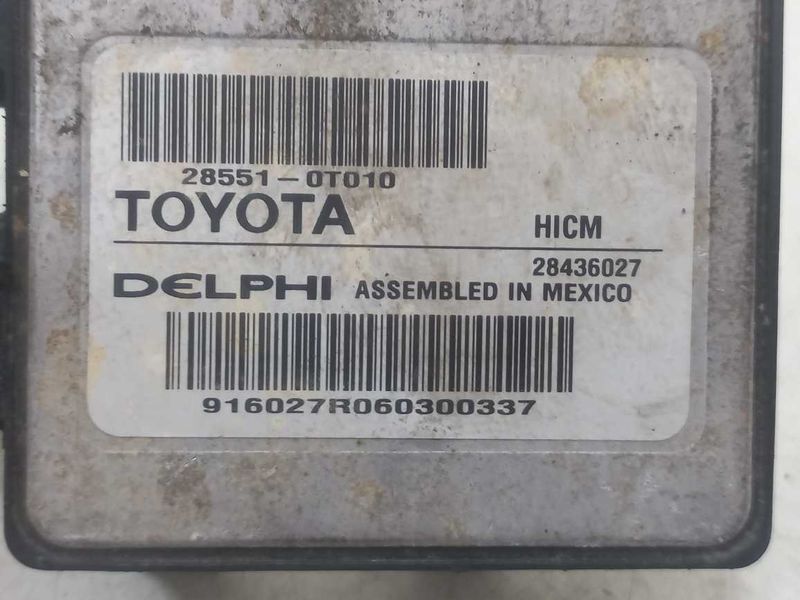 28551-0T010
TOYOTA HICM
28436027
DELPHI ASSEMBLED IN MEXICO
916027R060300337